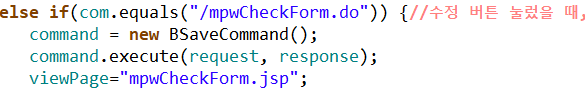 else if(com.equals("/mpwCheckForm.do")) {//수정 버튼 눌렀을 때,
command = new BSaveCommand();
command.execute(request, response);
viewPage="mpwCheckForm.jsp";